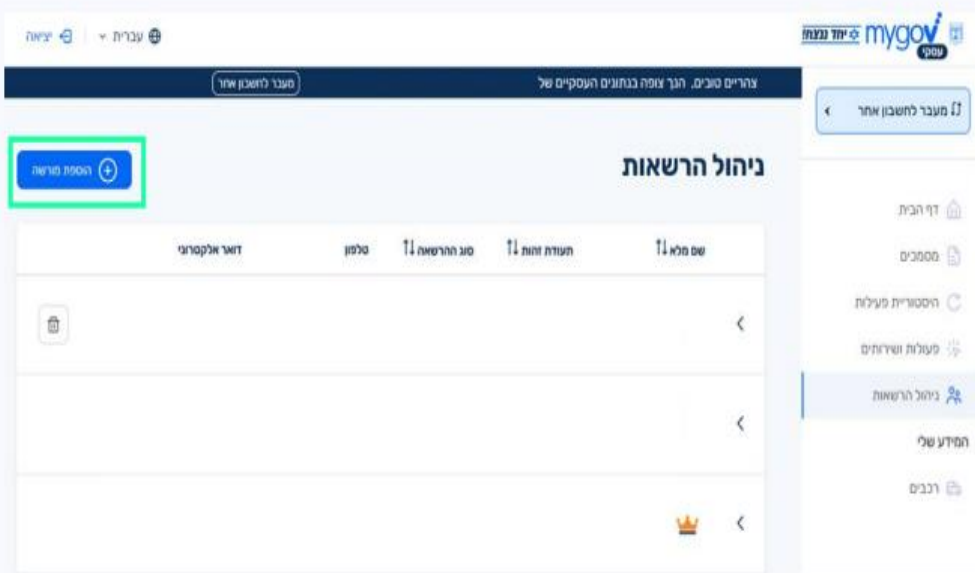 mygov
עסקי
יחד ננצח!
עברית
יציאה
צהריים טובים, הנך צופה בנתונים העסקיים של
מעבר לחשבון אחר
מעבר לחשבון אחר
דף הבית
מסמכים
היסטוריית פעילות
פעולות ושירותים
ניהול הרשאות
המידע שלי
רכבים
ניהול הרשאות
הוספת מורשה
שם מלא
תעודת זהות
סוג ההרשאה
טלפון
דואר אלקטרוני